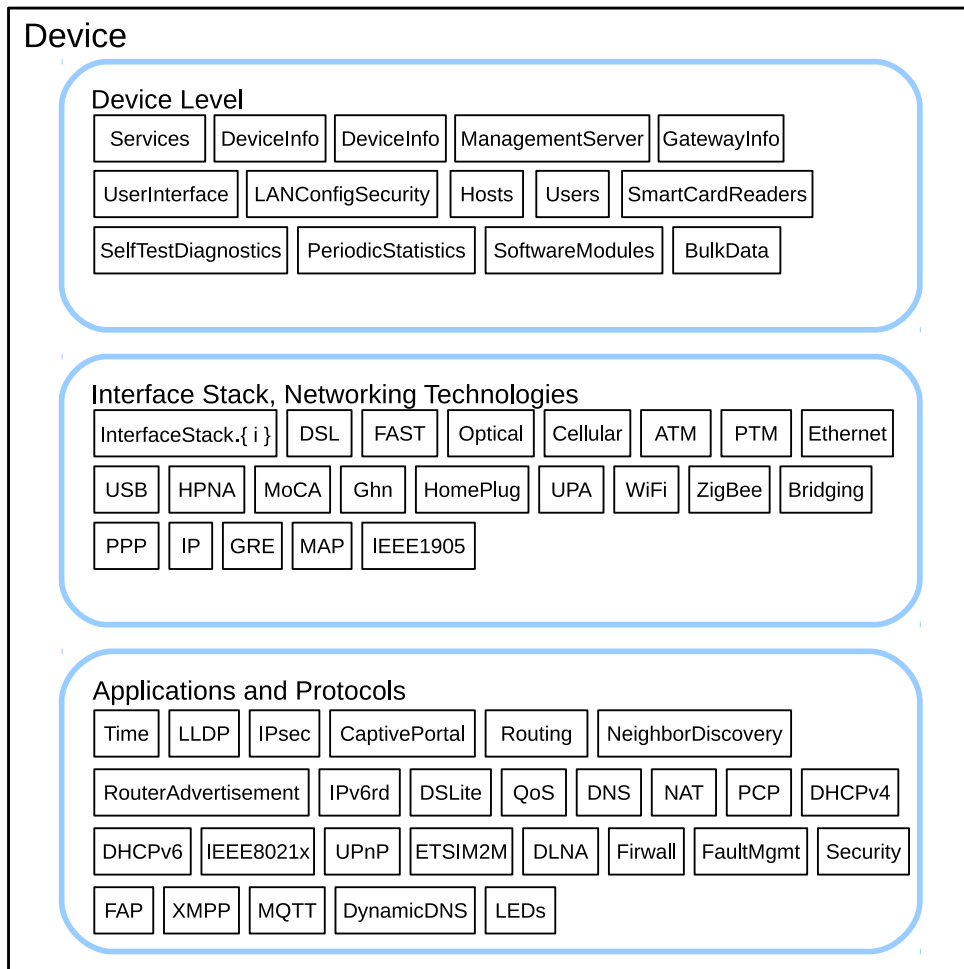 Device
Device Level
Services DeviceInfo DeviceInfo ManagementServer GatewayInfo
UserInterface LANConfigSecurity Hosts Users SmartCardReaders
SelfTestDiagnostics PeriodicStatistics SoftwareModules BulkData
Interface Stack, Networking Technologies
InterfaceStack.{ i } DSL FAST Optical Cellular ATM PTM Ethernet
USB HPNA MoCA Ghn HomePlug UPA WiFi ZigBee Bridging
PPP IP GRE MAP IEEE1905
Applications and Protocols
Time LLDP IPsec CaptivePortal Routing NeighborDiscovery
RouterAdvertisement IPv6rd DSLite QoS DNS NAT PCP DHCPv4
DHCPv6 IEEE8021x UPnP ETSIM2M DLNA Firwall FaultMgmt Security
FAP XMPP MQTT DynamicDNS LEDs